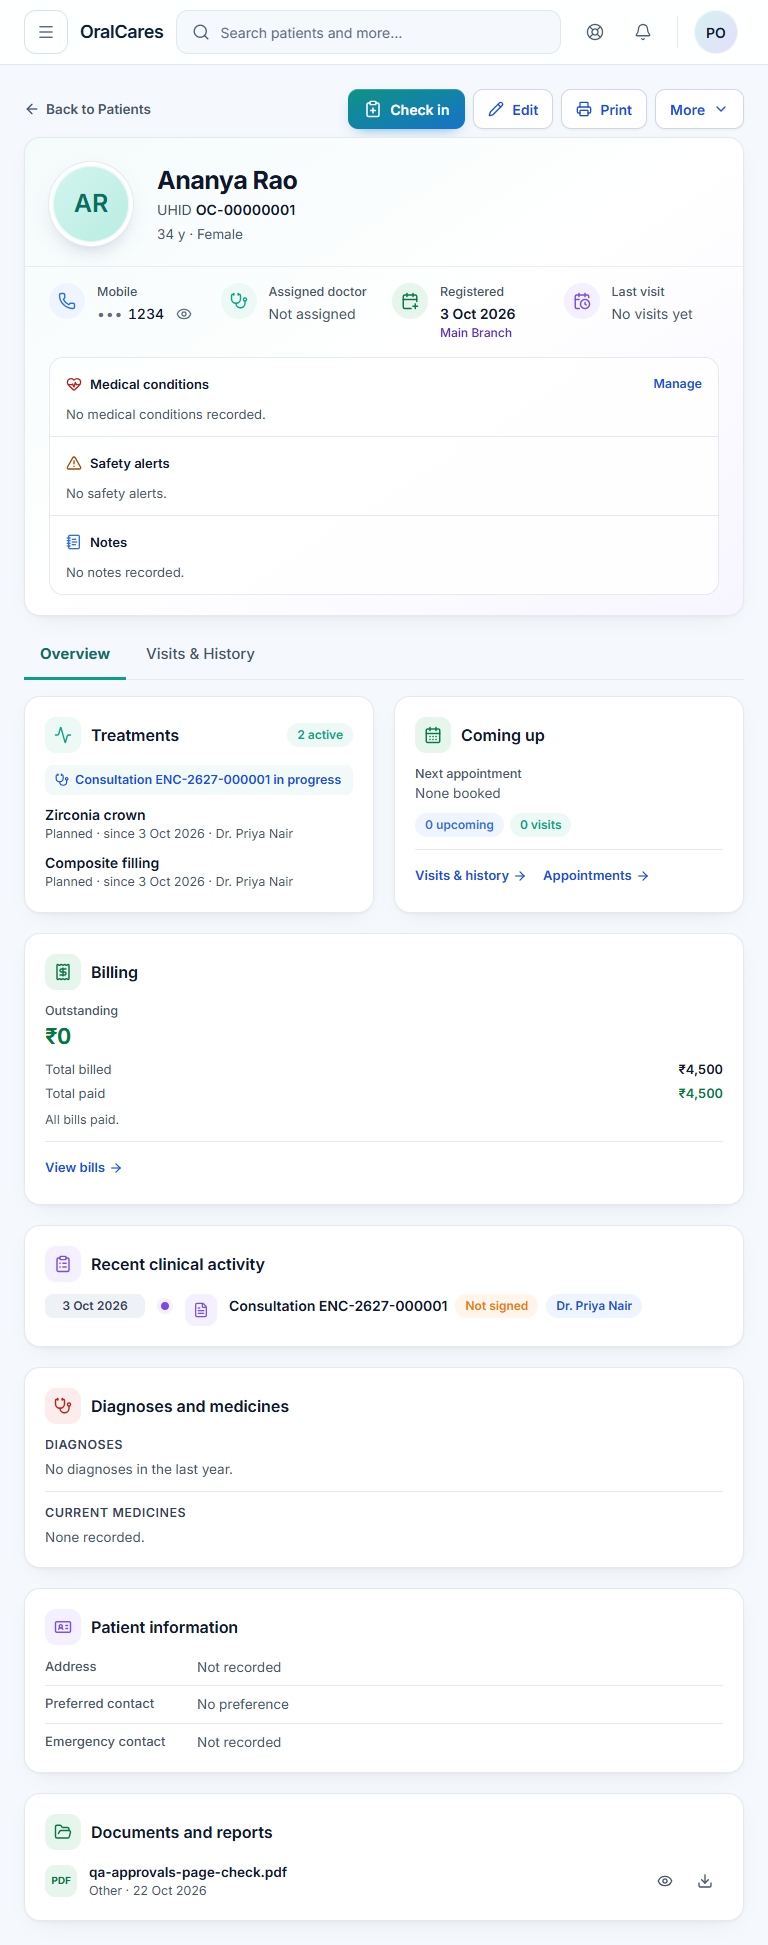 OralCares
Search patients and more...
PO
Back to Patients
Check in
Edit
Print
More
AR
Ananya Rao
UHID OC-00000001
34 y · Female
Mobile
••• 1234
Assigned doctor
Not assigned
Registered
3 Oct 2026
Main Branch
Last visit
No visits yet
Medical conditions
Manage
No medical conditions recorded.
Safety alerts
No safety alerts.
Notes
No notes recorded.
Overview
Visits & History
Treatments
2 active
Consultation ENC-2627-000001 in progress
Zirconia crown
Planned · since 3 Oct 2026 · Dr. Priya Nair
Composite filling
Planned · since 3 Oct 2026 · Dr. Priya Nair
Coming up
Next appointment
None booked
0 upcoming
0 visits
Visits & history →
Appointments →
Billing
Outstanding
₹0
Total billed
₹4,500
Total paid
₹4,500
All bills paid.
View bills →
Recent clinical activity
3 Oct 2026
Consultation ENC-2627-000001
Not signed
Dr. Priya Nair
Diagnoses and medicines
DIAGNOSES
No diagnoses in the last year.
CURRENT MEDICINES
None recorded.
Patient information
Address
Not recorded
Preferred contact
No preference
Emergency contact
Not recorded
Documents and reports
PDF
qa-approvals-page-check.pdf
Other · 22 Oct 2026